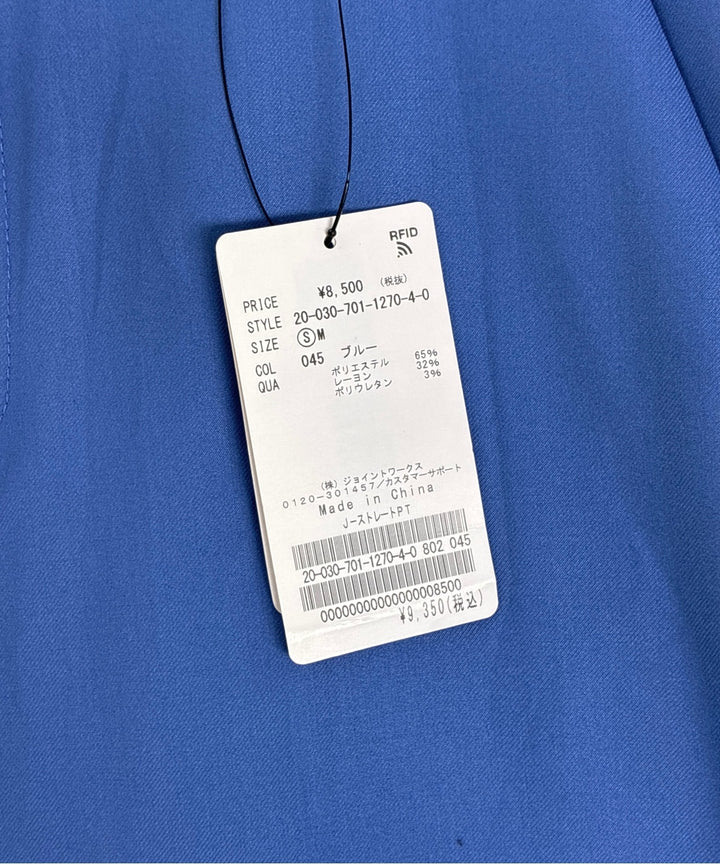 RFID
PRICE ¥8,500 (税抜)
STYLE 20-030-701-1270-4-0
SIZE ⓈM
COL 045 ブルー
QUA ポリエステル 65%
レーヨン 32%
ポリウレタン 3%
(株)ジョイントワークス
0120-301457/カスタマーサポート
Made in China
J-ストレートPT
20-030-701-1270-4-0 802 045
00000000000000008500
¥9,350(税込)